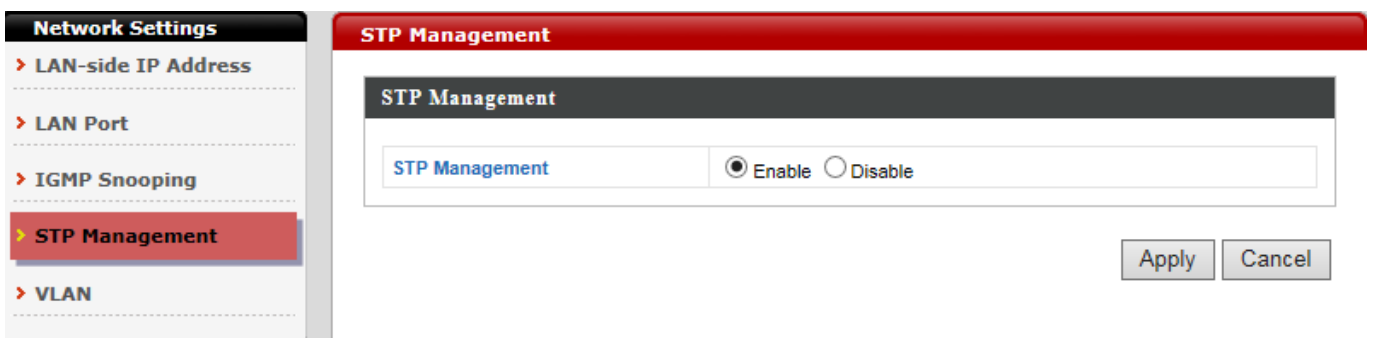 Network Settings
LAN-side IP Address
LAN Port
IGMP Snooping
STP Management
VLAN
STP Management
STP Management
STP Management Enable Disable
Apply Cancel